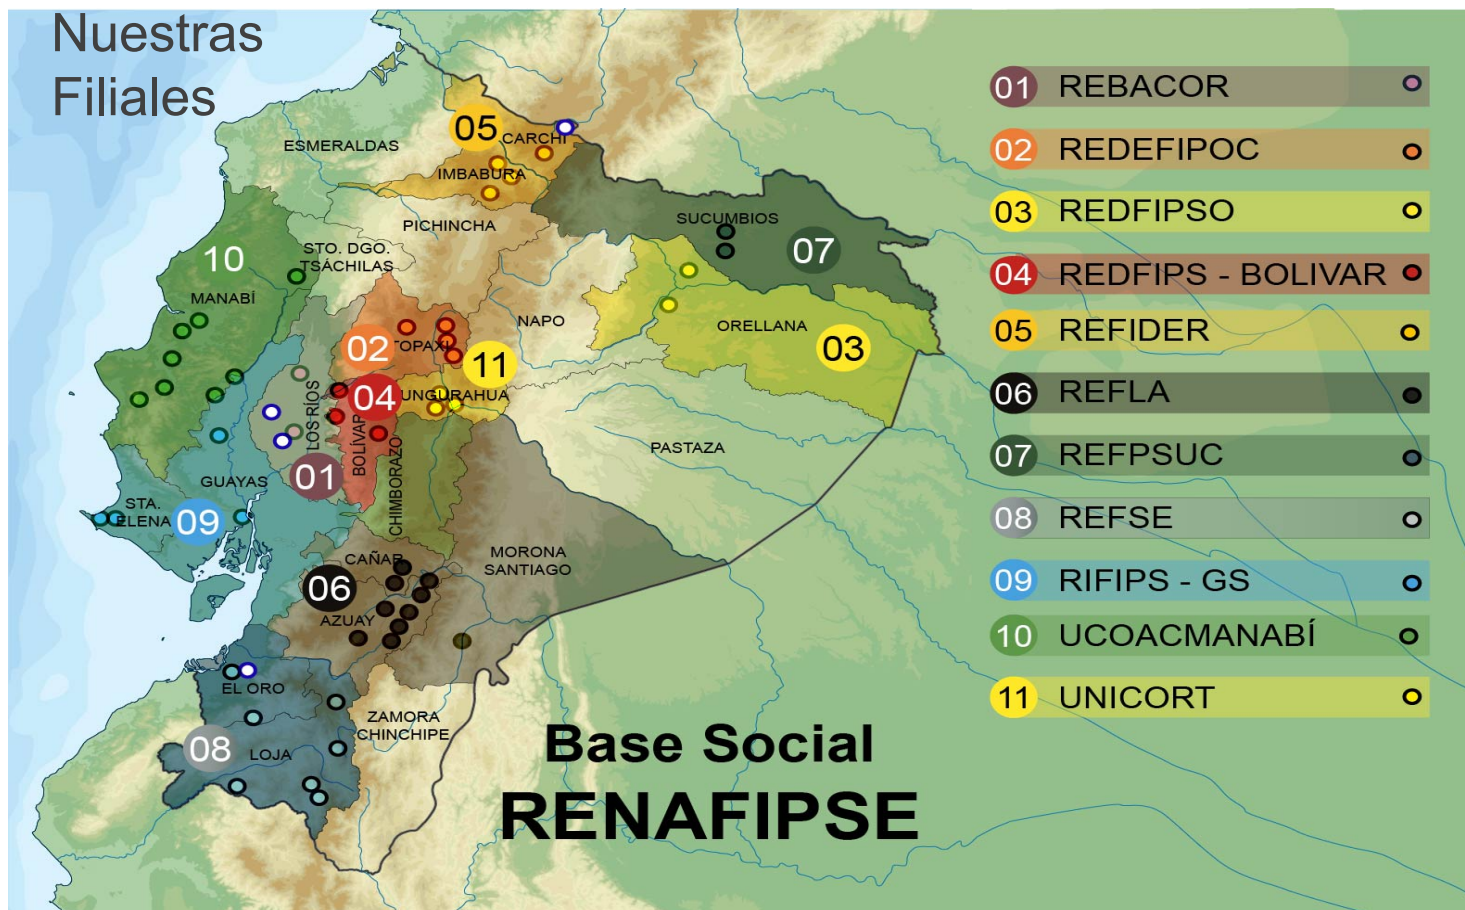 Nuestras
Filiales
01 REBACOR
02 REDEFIPOC
03 REDFIPSO
04 REDFIPS - BOLIVAR
05 REFIDER
06 REFLA
07 REFPSUC
08 REFSE
09 RIFIPS - GS
10 UCOACMANABÍ
11 UNICORT
05
CARCHI
ESMERALDAS
IMBABURA
PICHINCHA
SUCUMBIOS
07
STO. DGO.
TSÁCHILAS
10
MANABÍ
NAPO
ORELLANA
03
02
TOPAXI
11
04
UNGURAHUA
LOS RÍOS
BOLÍVAR
CHIMBORAZO
PASTAZA
01
GUAYAS
STA.
ELENA
09
MORONA
SANTIAGO
CAÑAR
06
AZUAY
EL ORO
ZAMORA
CHINCHIPE
08
LOJA
Base Social
RENAFIPSE